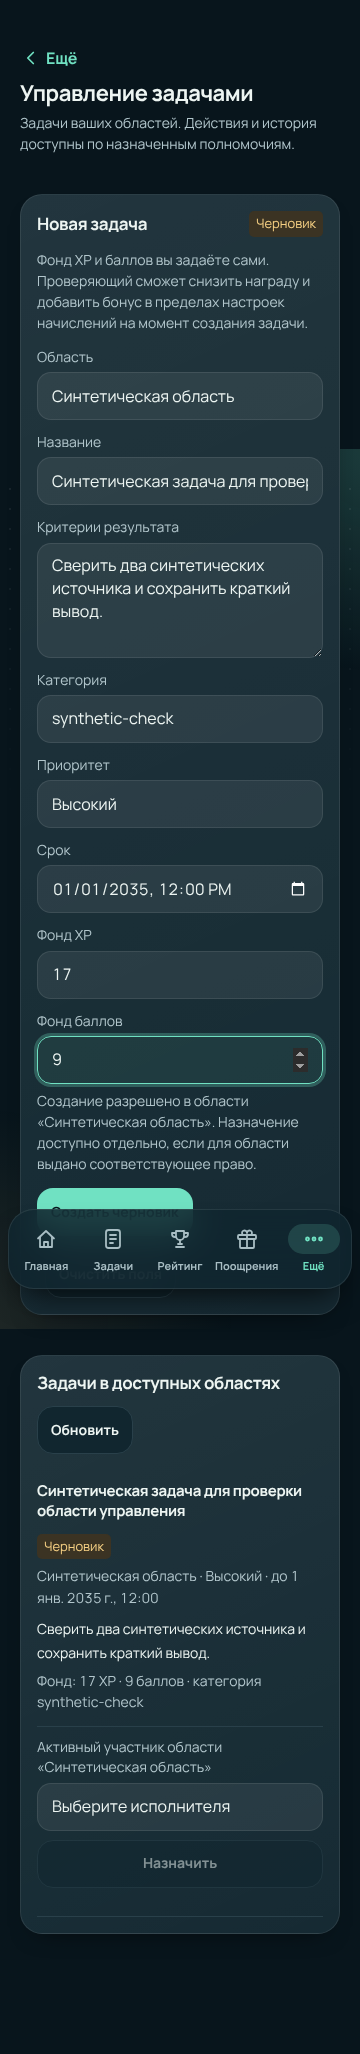 Ещё
Управление задачами
Задачи ваших областей. Действия и история
доступны по назначенным полномочиям.
Новая задача
Черновик
Фонд XP и баллов вы задаёте сами.
Проверяющий сможет снизить награду и
добавить бонус в пределах настроек
начислений на момент создания задачи.
Область
Синтетическая область
Название
Синтетическая задача для провер
Критерии результата
Сверить два синтетических
источника и сохранить краткий
вывод.
Категория
synthetic-check
Приоритет
Высокий
Срок
01/01/2035, 12:00 PM
Фонд XP
17
Фонд баллов
9
Создание разрешено в области
«Синтетическая область». Назначение
доступно отдельно, если для области
выдано соответствующее право.
Создать черновик
Главная
Задачи
Рейтинг
Поощрения
Ещё
Очистить поля
Задачи в доступных областях
Обновить
Синтетическая задача для проверки
области управления
Черновик
Синтетическая область · Высокий · до 1
янв. 2035 г., 12:00
Сверить два синтетических источника и
сохранить краткий вывод.
Фонд: 17 XP · 9 баллов · категория
synthetic-check
Активный участник области
«Синтетическая область»
Выберите исполнителя
Назначить